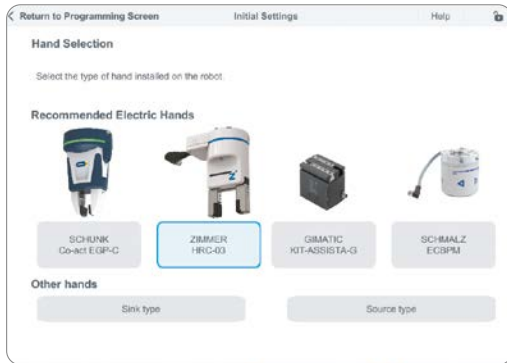 Return to Programming Screen
Initial Settings
Help
Hand Selection
Select the type of hand installed on the robot.
Recommended Electric Hands
SCHUNK
Co-act EGP-C
ZIMMER
HRC-03
GIMATIC
KIT-ASSISTA-G
SCHMALZ
ECBPM
Other hands
Sink type
Source type